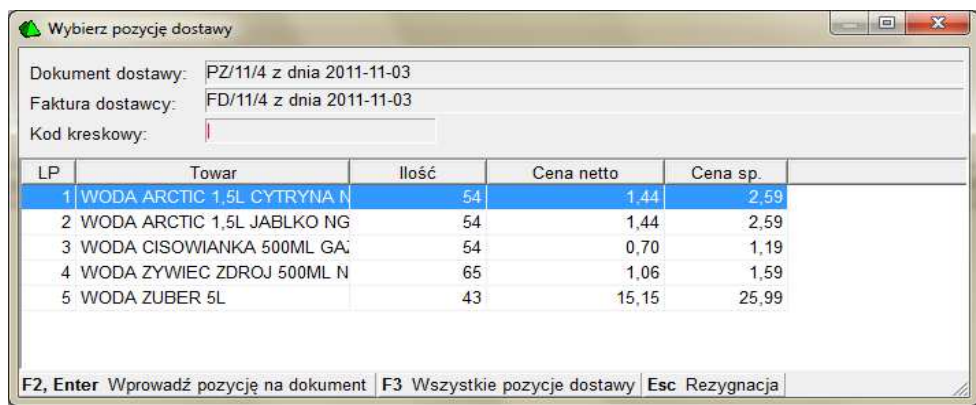 Wybierz pozycję dostawy
Dokument dostawy: PZ/11/4 z dnia 2011-11-03
Faktura dostawcy: FD/11/4 z dnia 2011-11-03
Kod kreskowy:
LP Towar Ilość Cena netto Cena sp.
1 WODA ARCTIC 1,5L CYTRYNA N 54 1,44 2,59
2 WODA ARCTIC 1,5L JABLKO NG 54 1,44 2,59
3 WODA CISOWIANKA 500ML GAZ 54 0,70 1,19
4 WODA ZYWIEC ZDROJ 500ML N 65 1,06 1,59
5 WODA ZUBER 5L 43 15,15 25,99
F2, Enter Wprowadź pozycję na dokument F3 Wszystkie pozycje dostawy Esc Rezygnacja